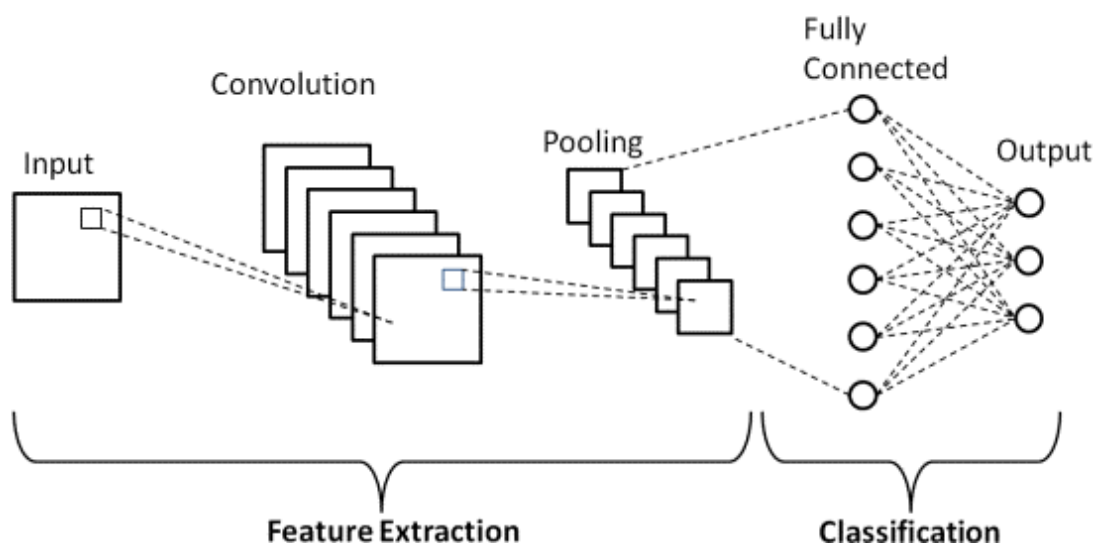 Input
Convolution
Pooling
Fully
Connected
Output
Feature Extraction
Classification